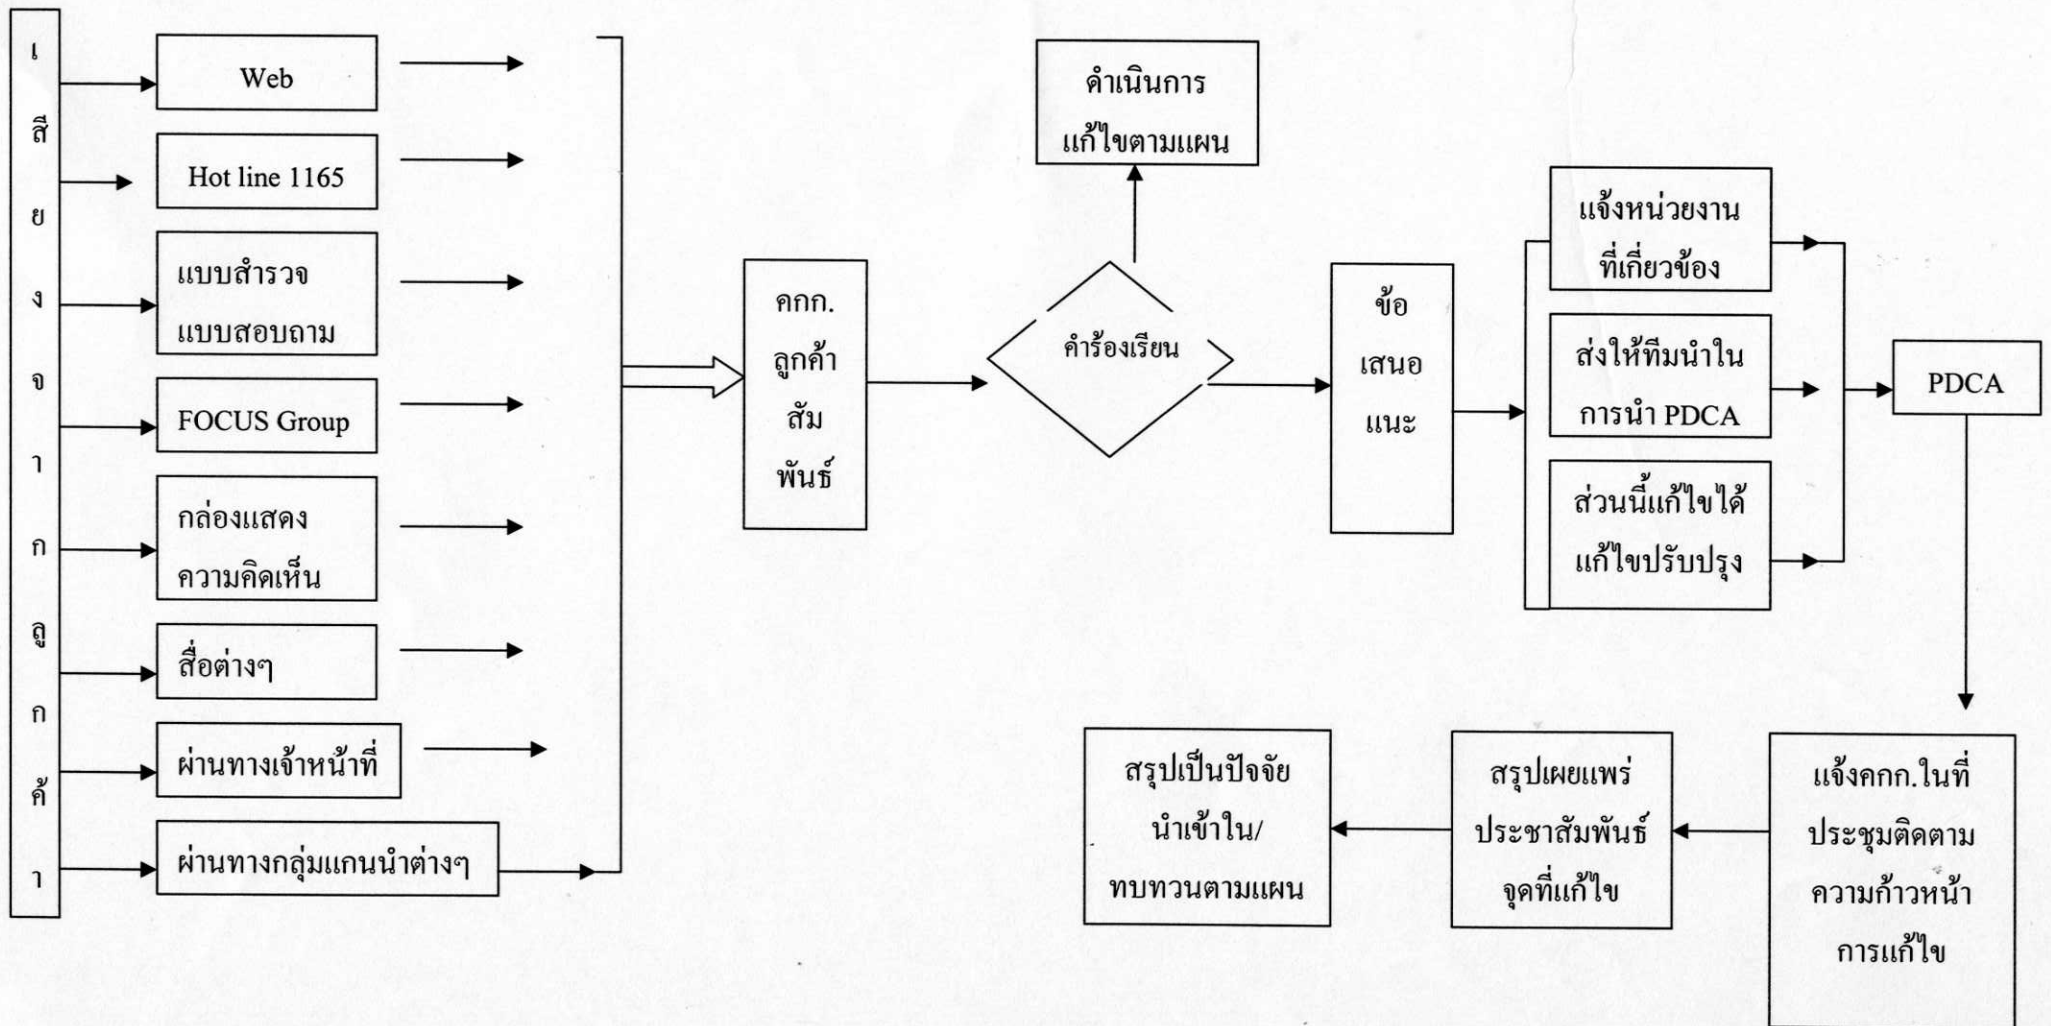 เสียงจากลูกค้า
Web
Hot line 1165
แบบสำรวจ
แบบสอบถาม
FOCUS Group
กล่องแสดง
ความคิดเห็น
สื่อต่างๆ
ผ่านทางเจ้าหน้าที่
ผ่านทางกลุ่มแกนนำต่างๆ
คกก.
ลูกค้า
สัม
พันธ์
คำร้องเรียน
ดำเนินการ
แก้ไขตามแผน
ข้อ
เสนอ
แนะ
แจ้งหน่วยงาน
ที่เกี่ยวข้อง
ส่งให้ทีมนำใน
การนำ PDCA
ส่วนนี้แก้ไขได้
แก้ไขปรับปรุง
PDCA
แจ้งคกก.ในที่
ประชุมติดตาม
ความก้าวหน้า
การแก้ไข
สรุปเผยแพร่
ประชาสัมพันธ์
จุดที่แก้ไข
สรุปเป็นปัจจัย
นำเข้าใน/
ทบทวนตามแผน